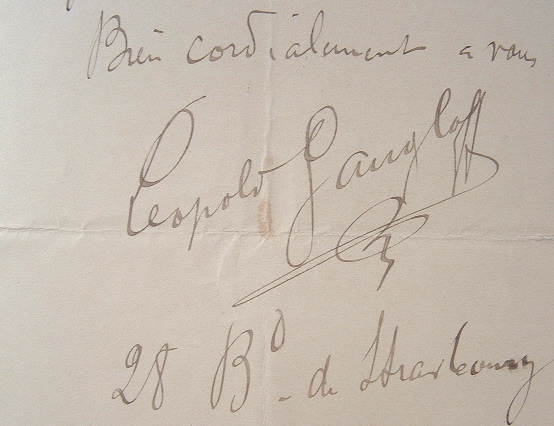 Bien cordialement a vous
Leopold Gangloff
28 Bd. de Strasbourg